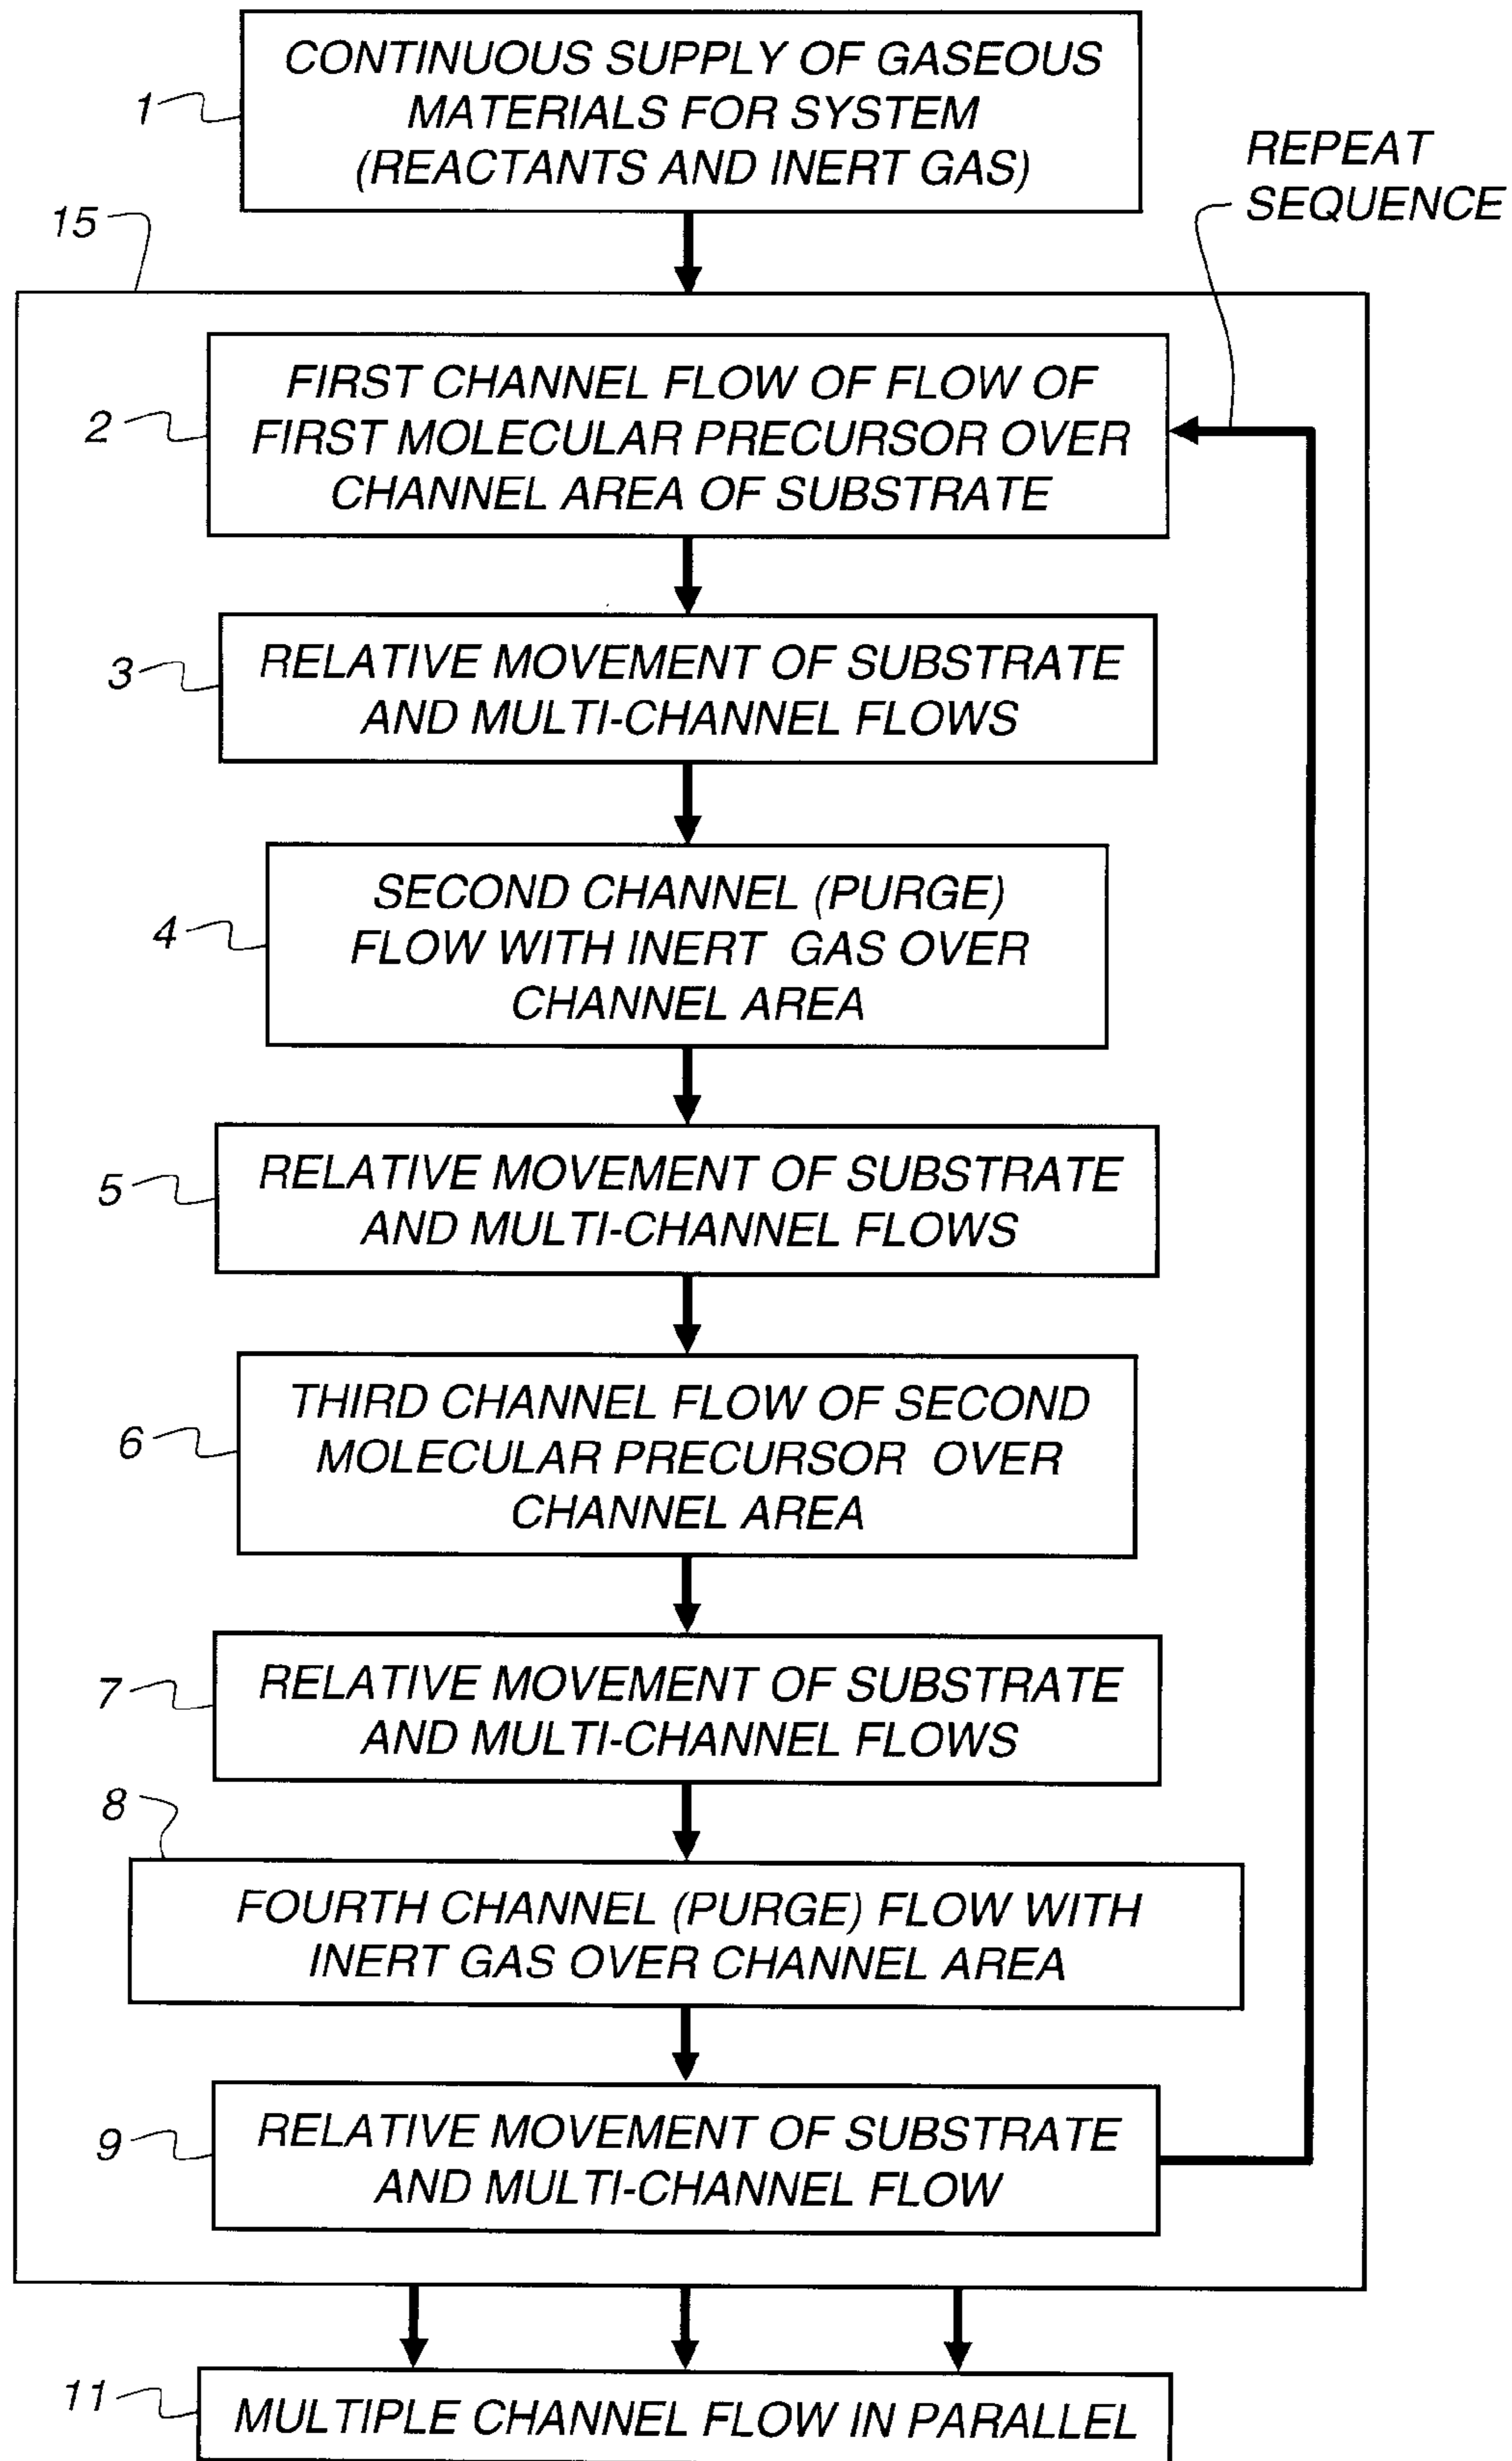 CONTINUOUS SUPPLY OF GASEOUS
MATERIALS FOR SYSTEM
(REACTANTS AND INERT GAS)
1
REPEAT
SEQUENCE
15
FIRST CHANNEL FLOW OF FLOW OF
FIRST MOLECULAR PRECURSOR OVER
CHANNEL AREA OF SUBSTRATE
2
RELATIVE MOVEMENT OF SUBSTRATE
AND MULTI-CHANNEL FLOWS
3
SECOND CHANNEL (PURGE)
FLOW WITH INERT GAS OVER
CHANNEL AREA
4
RELATIVE MOVEMENT OF SUBSTRATE
AND MULTI-CHANNEL FLOWS
5
THIRD CHANNEL FLOW OF SECOND
MOLECULAR PRECURSOR OVER
CHANNEL AREA
6
RELATIVE MOVEMENT OF SUBSTRATE
AND MULTI-CHANNEL FLOWS
7
8
FOURTH CHANNEL (PURGE) FLOW WITH
INERT GAS OVER CHANNEL AREA
RELATIVE MOVEMENT OF SUBSTRATE
AND MULTI-CHANNEL FLOW
9
11
MULTIPLE CHANNEL FLOW IN PARALLEL